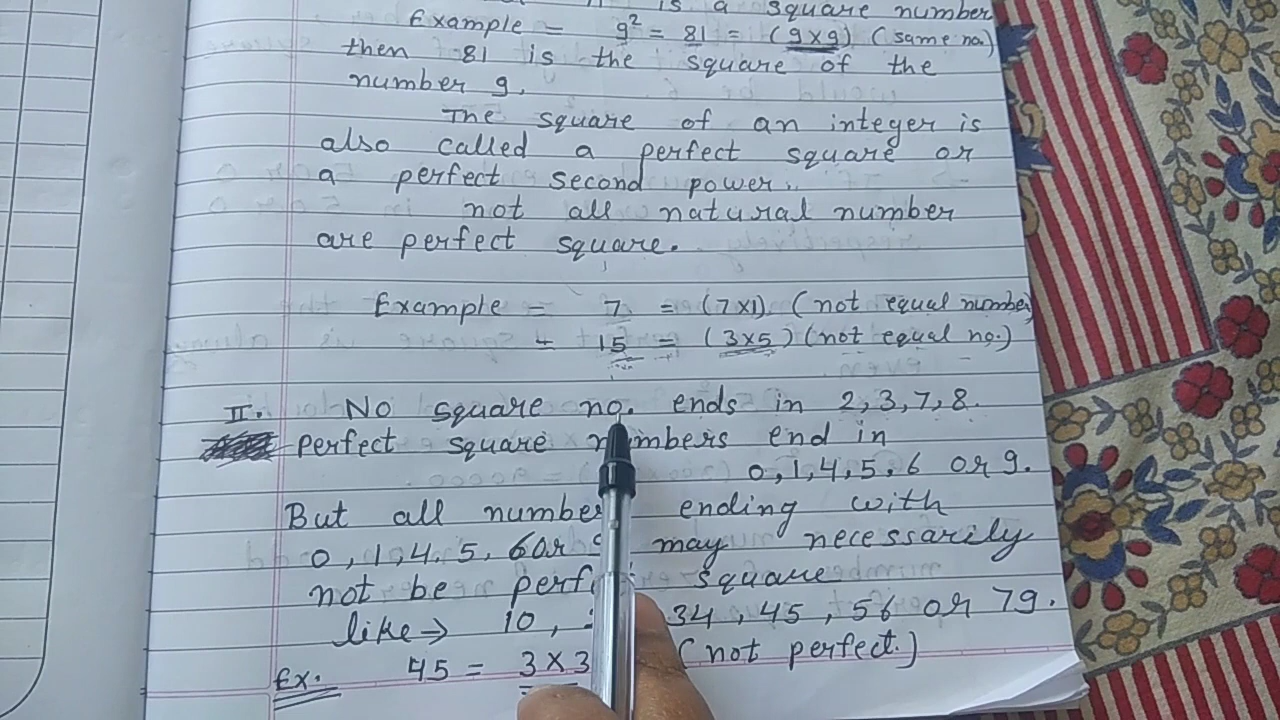 is a square number
Example = 9² = 81 = (9×9) (same no.)
then 81 is the square of the
number 9.
The square of an integer is
also called a perfect square or
a perfect second power.
not all natural number
are perfect square.
Example = 7 = (7×1) (not equal number)
= 15 = (3×5) (not equal no.)
II. No square no. ends in 2,3,7,8.
perfect square numbers end in
0,1,4,5,6 or 9.
But all number ending with
0,1,4,5,6 or may necessarily
not be square
like → 10, 34, 45, 56 or 79.
Ex. 45 = 3×3 (not perfect.)